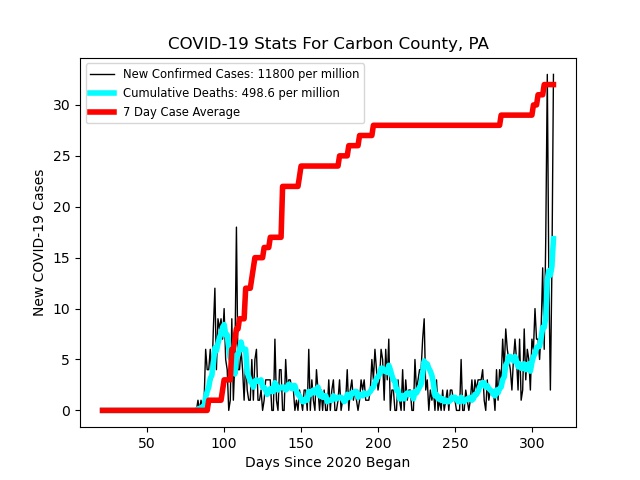 COVID-19 Stats For Carbon County, PA
New Confirmed Cases: 11800 per million
Cumulative Deaths: 498.6 per million
7 Day Case Average
New COVID-19 Cases
30
25
20
15
10
5
0
50 100 150 200 250 300
Days Since 2020 Began